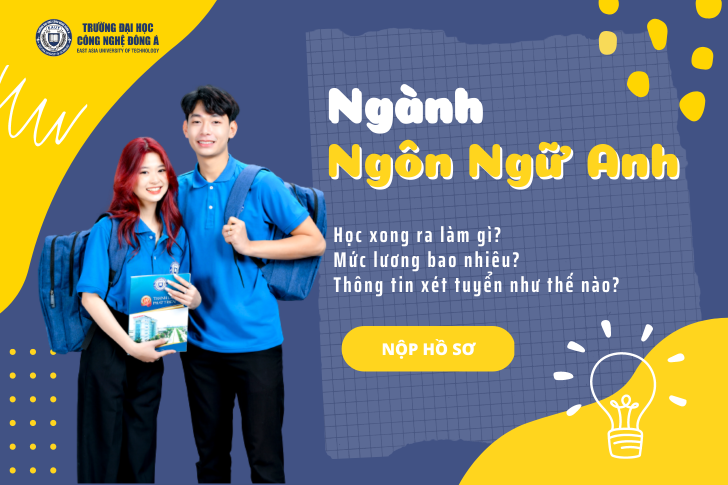 TRƯỜNG ĐẠI HỌC
CÔNG NGHỆ ĐÔNG Á
EAST ASIA UNIVERSITY OF TECHNOLOGY
Ngành
Ngôn Ngữ Anh
Học xong ra làm gì?
Mức lương bao nhiêu?
Thông tin xét tuyển như thế nào?
NỘP HỒ SƠ